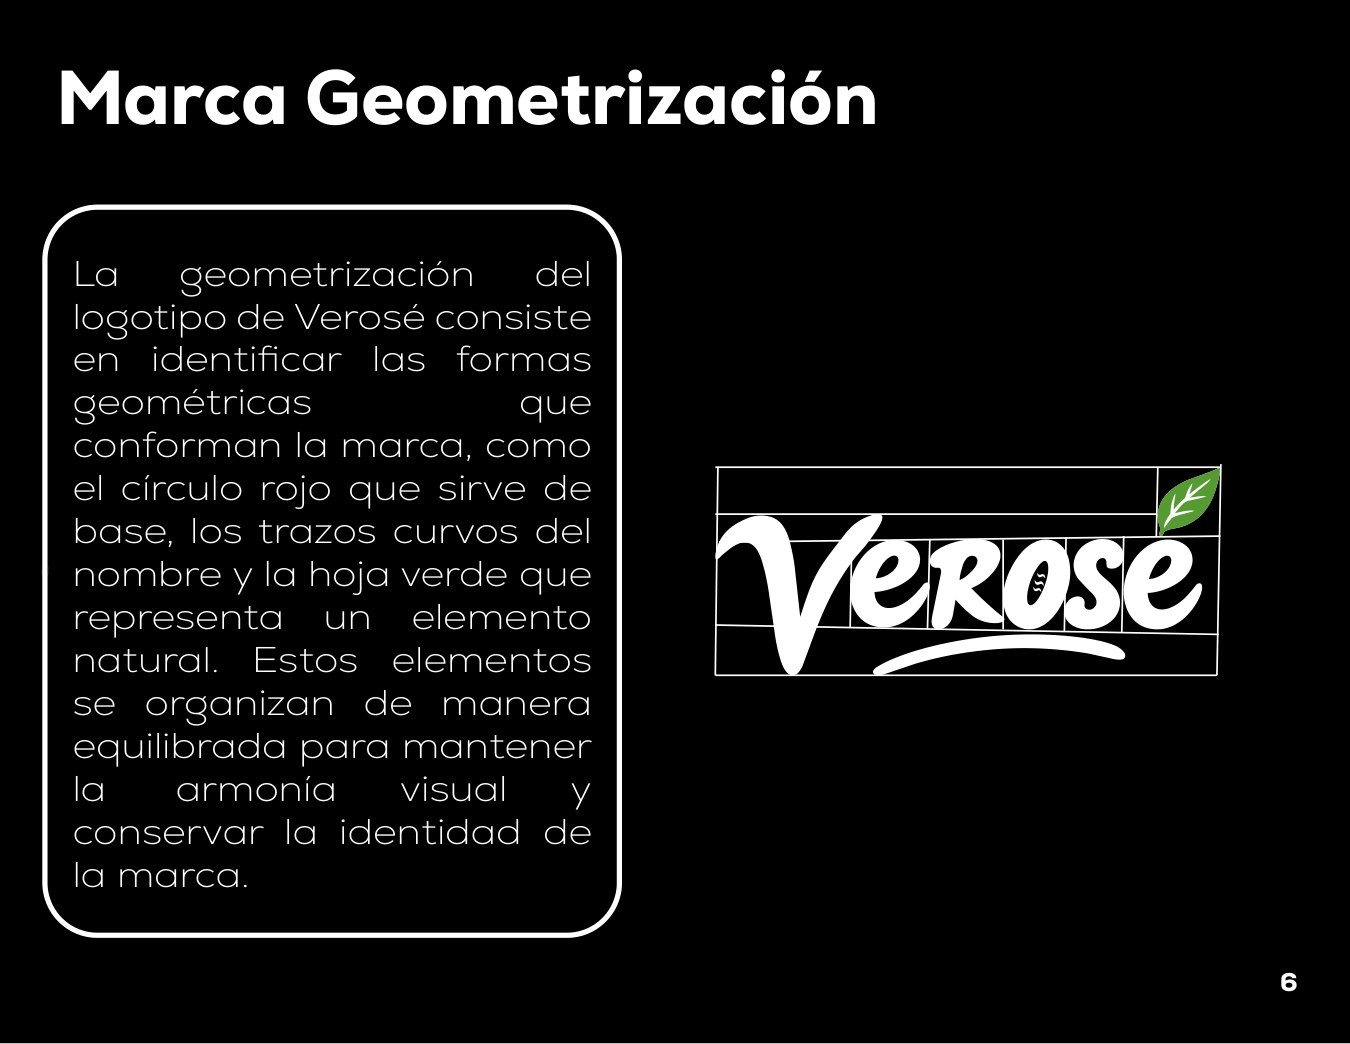 Marca Geometrización
La geometrización del
logotipo de Verosé consiste
en identificar las formas
geométricas que
conforman la marca, como
el círculo rojo que sirve de
base, los trazos curvos del
nombre y la hoja verde que
representa un elemento
natural. Estos elementos
se organizan de manera
equilibrada para mantener
la armonía visual y
conservar la identidad de
la marca.
Verose
6